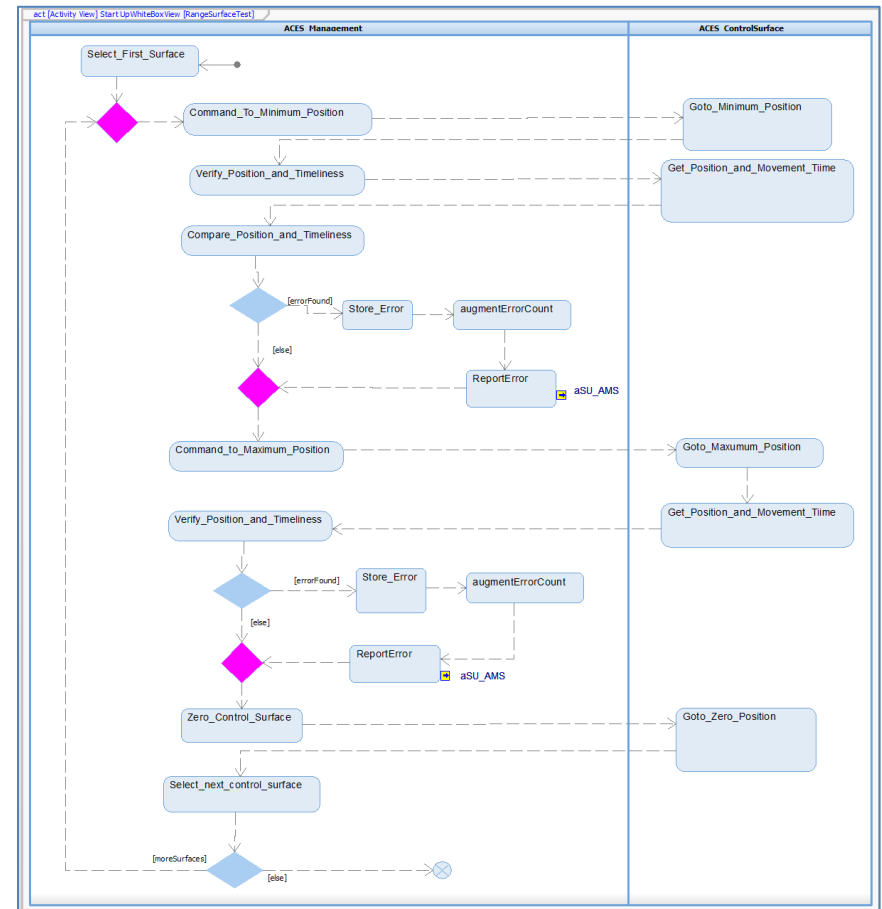 act [Activity View] Start UpWhiteBoxView [RangeSurfaceTest]
ACES_Management
ACES_ControlSurface
Select_First_Surface
Command_To_Minimum_Position
Goto_Minimum_Position
Verify_Position_and_Timeliness
Get_Position_and_Movement_Tiime
Compare_Position_and_Timeliness
[errorFound]
Store_Error
augmentErrorCount
[else]
ReportError
aSU_AMS
Command_to_Maximum_Position
Goto_Maxumum_Position
Verify_Position_and_Timeliness
Get_Position_and_Movement_Tiime
[errorFound]
Store_Error
augmentErrorCount
[else]
ReportError
aSU_AMS
Zero_Control_Surface
Goto_Zero_Position
Select_next_control_surface
[moreSurfaces]
[else]